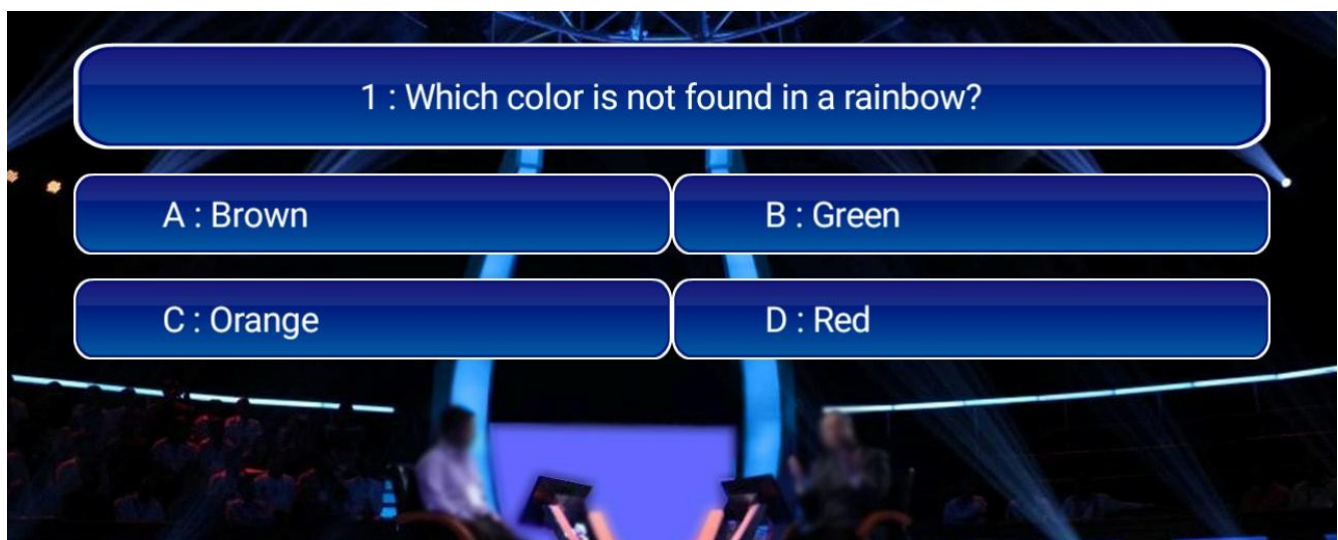 1 : Which color is not found in a rainbow?
A : Brown
B : Green
C : Orange
D : Red